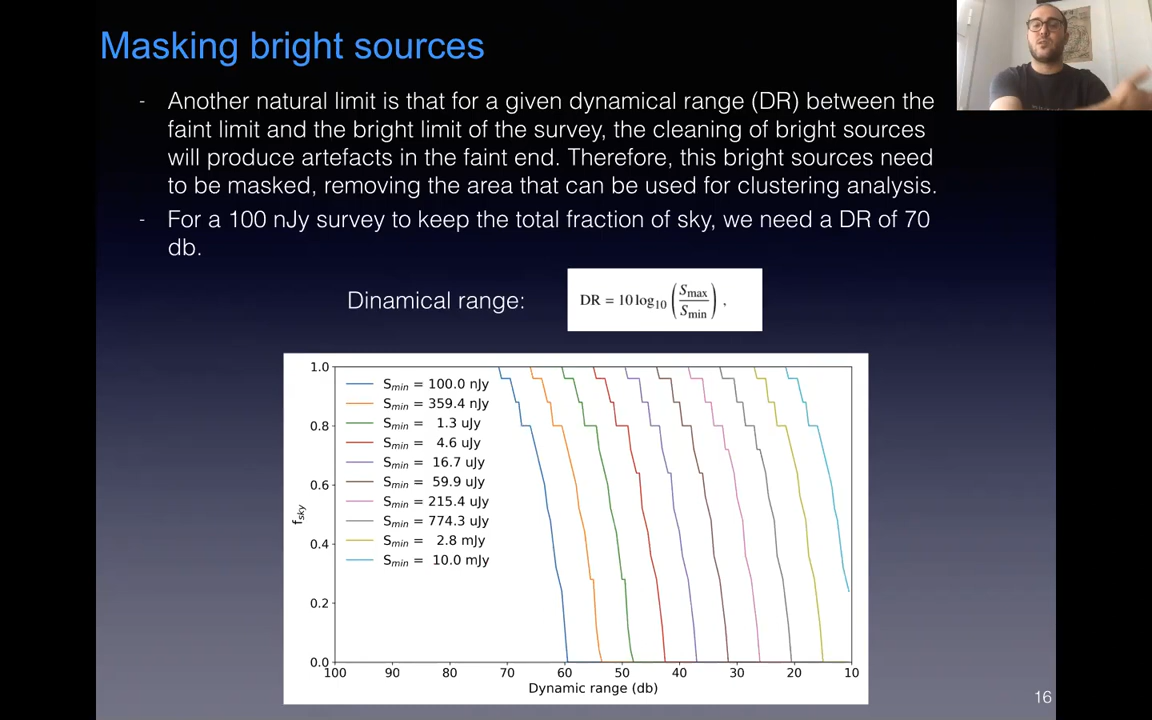 Masking bright sources
- Another natural limit is that for a given dynamical range (DR) between the
faint limit and the bright limit of the survey, the cleaning of bright sources
will produce artefacts in the faint end. Therefore, this bright sources need
to be masked, removing the area that can be used for clustering analysis.
- For a 100 nJy survey to keep the total fraction of sky, we need a DR of 70
db.
Dinamical range:
DR = 10 log10 (Smax/Smin) ,
Smin = 100.0 nJy
Smin = 359.4 nJy
Smin = 1.3 uJy
Smin = 4.6 uJy
Smin = 16.7 uJy
Smin = 59.9 uJy
Smin = 215.4 uJy
Smin = 774.3 uJy
Smin = 2.8 mJy
Smin = 10.0 mJy
1.0
0.8
0.6
0.4
0.2
0.0
fsky
100 90 80 70 60 50 40 30 20 10
Dynamic range (db)
16